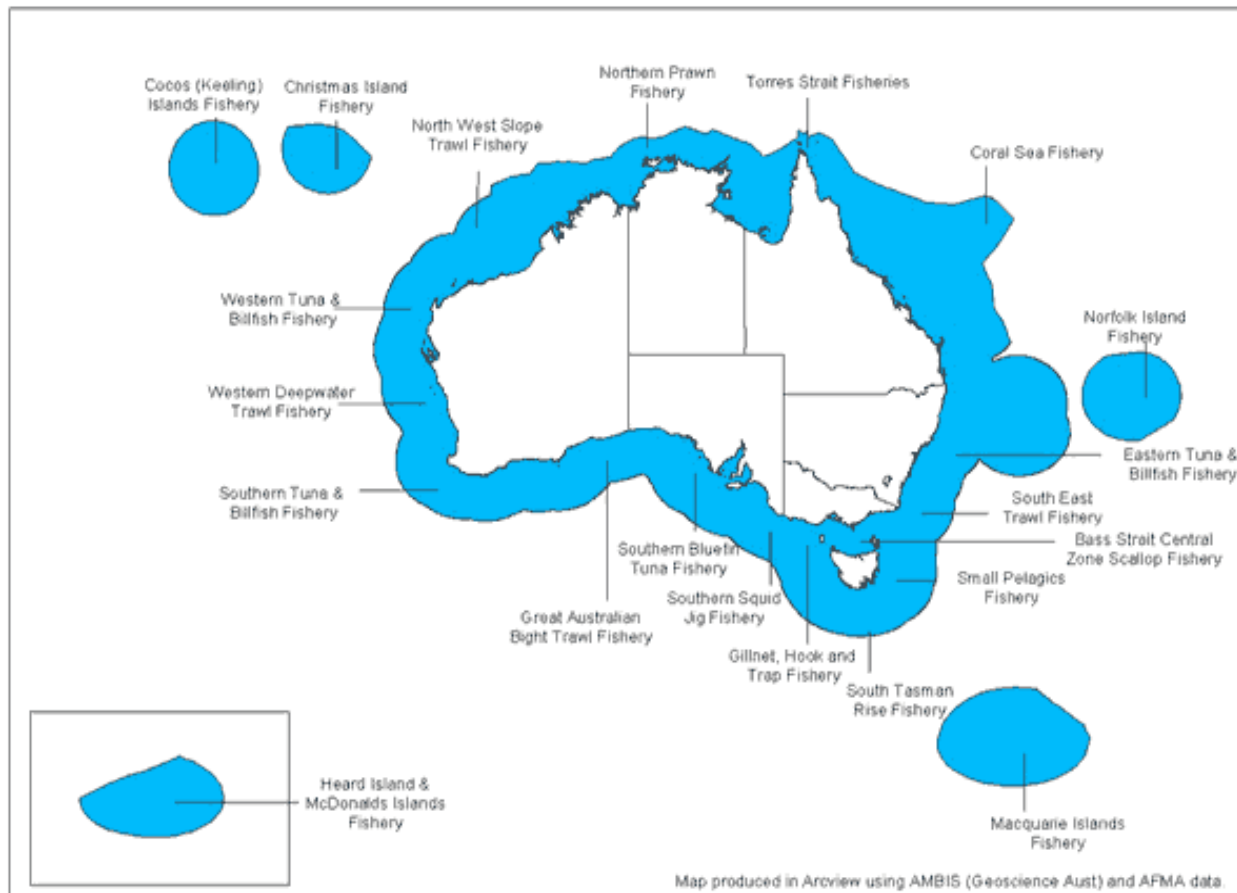 Cocos (Keeling)
Islands Fishery
Christmas Island
Fishery
North West Slope
Trawl Fishery
Northern Prawn
Fishery
Torres Strait Fisheries
Coral Sea Fishery
Western Tuna &
Billfish Fishery
Norfolk Island
Fishery
Western Deepwater
Trawl Fishery
Eastern Tuna &
Billfish Fishery
Southern Tuna &
Billfish Fishery
South East
Trawl Fishery
Southern Bluefin
Tuna Fishery
Bass Strait Central
Zone Scallop Fishery
Small Pelagics
Fishery
Southern Squid
Jig Fishery
Great Australian
Bight Trawl Fishery
Gillnet, Hook and
Trap Fishery
South Tasman
Rise Fishery
Heard Island &
McDonalds Islands
Fishery
Macquarie Islands
Fishery
Map produced in Arcview using AMBIS (Geoscience Aust) and AFMA data.